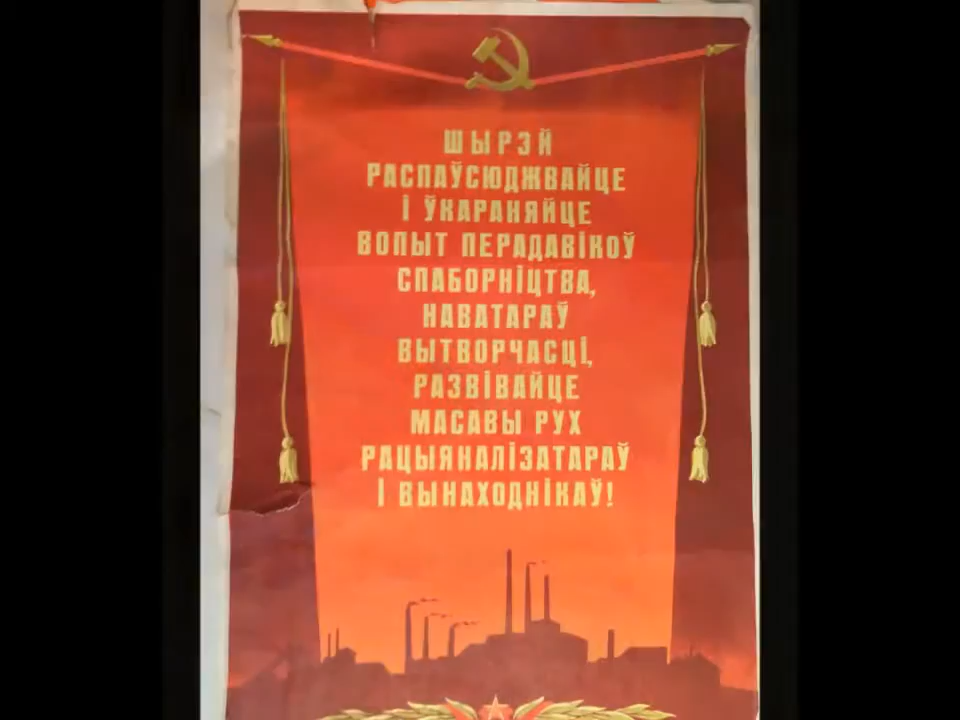 ШЫРЭЙ
РАСПАЎСЮДЖВАЙЦЕ
І ЎКАРАНЯЙЦЕ
ВОПЫТ ПЕРАДАВІКОЎ
СПАБОРНІЦТВА,
НАВАТАРАЎ
ВЫТВОРЧАСЦІ,
РАЗВІВАЙЦЕ
МАСАВЫ РУХ
РАЦЫЯНАЛІЗАТАРАЎ
І ВЫНАХОДНІКАЎ!